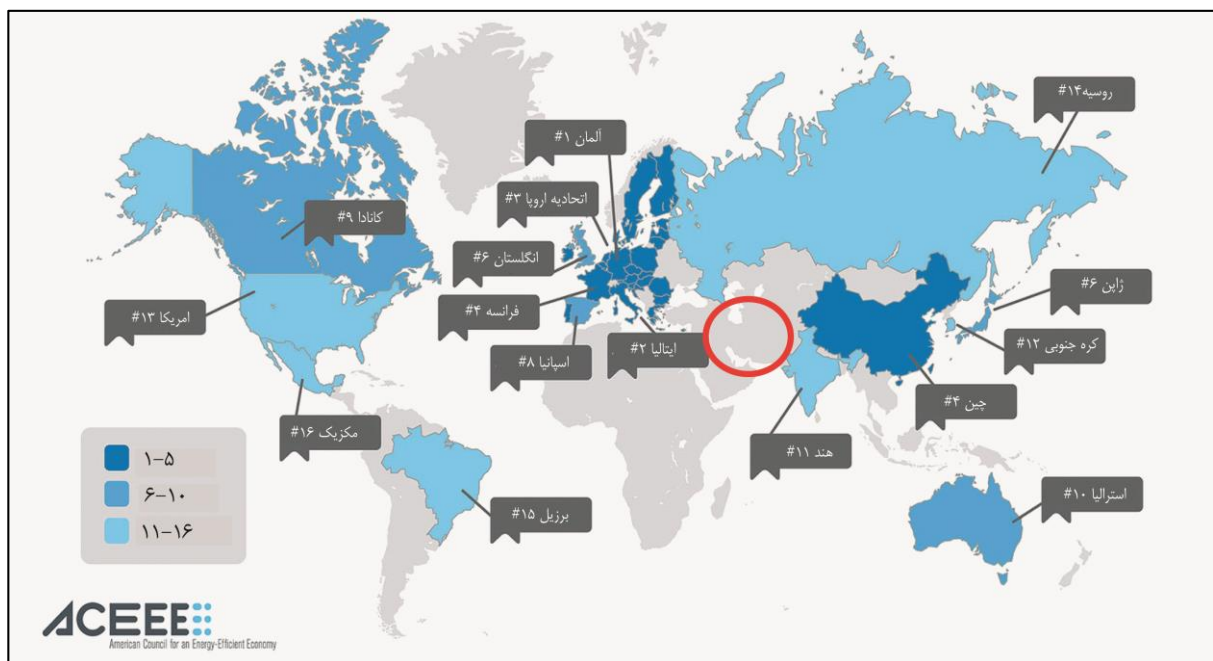 روسیه۱۴#
آلمان ۱#
اتحادیه اروپا ۳#
کانادا ۹#
انگلستان ۶#
ژاپن ۶#
فرانسه ۴#
امریکا ۱۳#
کره جنوبی ۱۲#
ایتالیا ۲#
اسپانیا ۸#
چین ۴#
مکزیک ۱۶#
هند ۱۱#
۱-۵
۶-۱۰
۱۱-۱۶
استرالیا ۱۰#
برزیل ۱۵#
ACEEE
American Council for an Energy-Efficient Economy